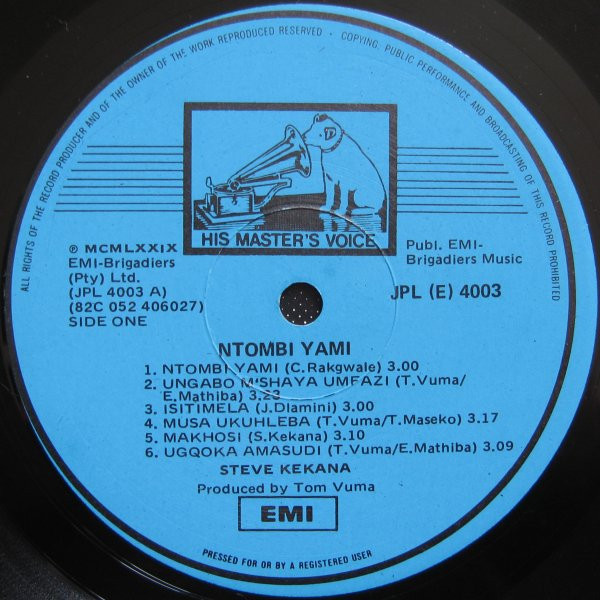 ALL RIGHTS OF THE RECORD PRODUCER AND OF THE OWNER OF THE WORK REPRODUCED RESERVED · COPYING, PUBLIC PERFORMANCE AND BROADCASTING OF THIS RECORD PROHIBITED
HIS MASTER'S VOICE
℗ MCMLXXIX
EMI-Brigadiers
(Pty) Ltd.
(JPL 4003 A)
(82C 052 406027)
SIDE ONE
Publ. EMI-
Brigadiers Music
JPL (E) 4003
NTOMBI YAMI
1. NTOMBI YAMI (C.Rakgwale) 3.00
2. UNGABO M'SHAYA UMFAZI (T.Vuma/
E.Mathiba) 3.23
3. ISITIMELA (J.Dlamini) 3.00
4. MUSA UKUHLEBA (T.Vuma/T.Maseko) 3.17
5. MAKHOSI (S.Kekana) 3.10
6. UGQOKA AMASUDI (T.Vuma/E.Mathiba) 3.09
STEVE KEKANA
Produced by Tom Vuma
EMI
PRESSED FOR OR BY A REGISTERED USER